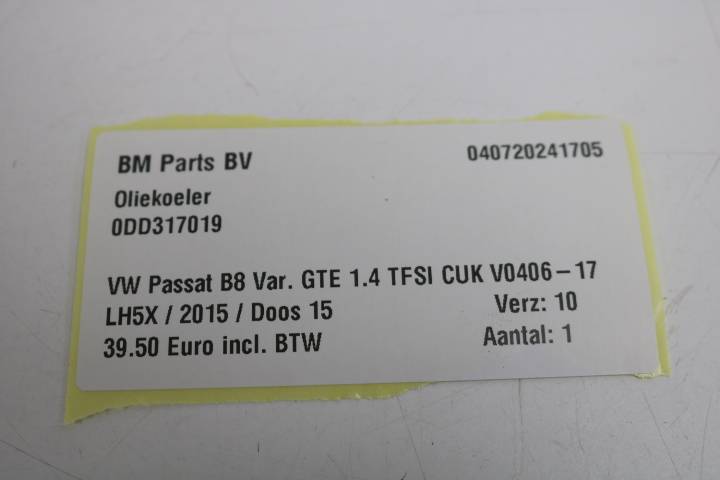 BM Parts BV 040720241705
Oliekoeler
0DD317019
VW Passat B8 Var. GTE 1.4 TFSI CUK V0406-17
LH5X / 2015 / Doos 15 Verz: 10
39.50 Euro incl. BTW Aantal: 1